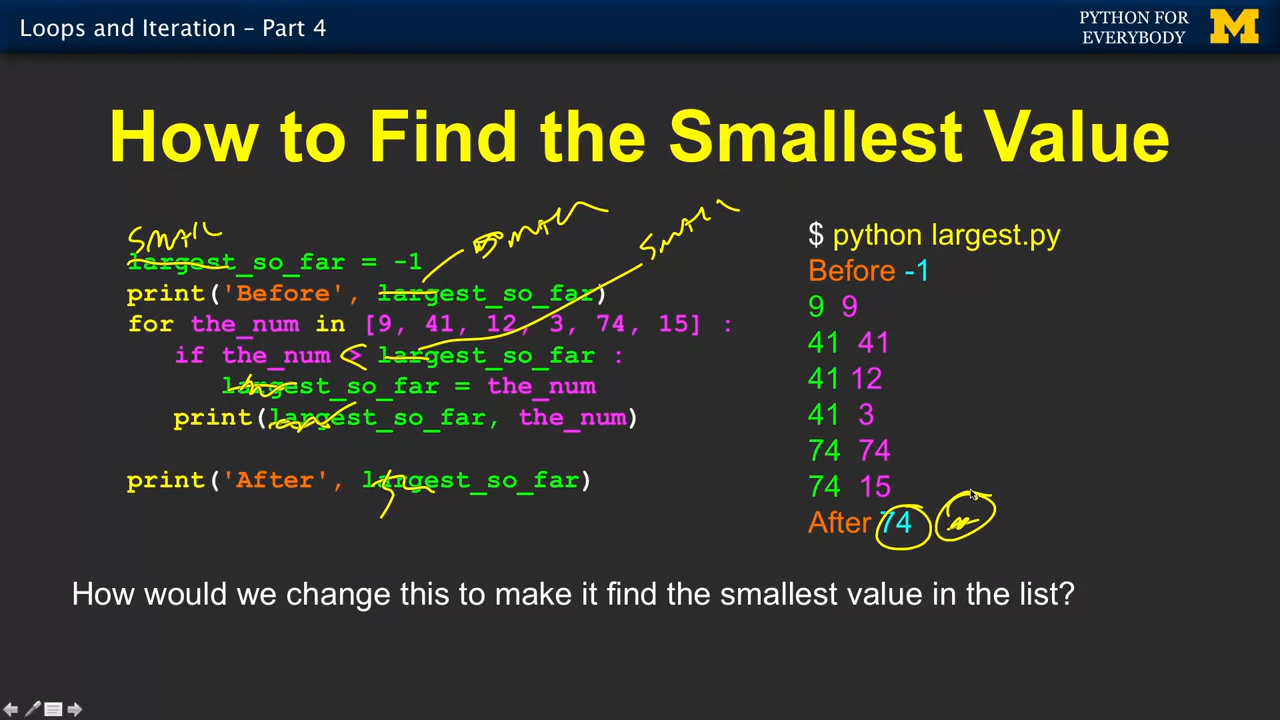 Loops and Iteration – Part 4
PYTHON FOR
EVERYBODY
M
How to Find the Smallest Value
SMALL
SMALL
SMALL
largest_so_far = -1
print('Before', largest_so_far)
for the_num in [9, 41, 12, 3, 74, 15] :
if the_num < > largest_so_far :
largest_so_far = the_num
print(largest_so_far, the_num)
print('After', largest_so_far)
$ python largest.py
Before -1
9 9
41 41
41 12
41 3
74 74
74 15
After 74
How would we change this to make it find the smallest value in the list?